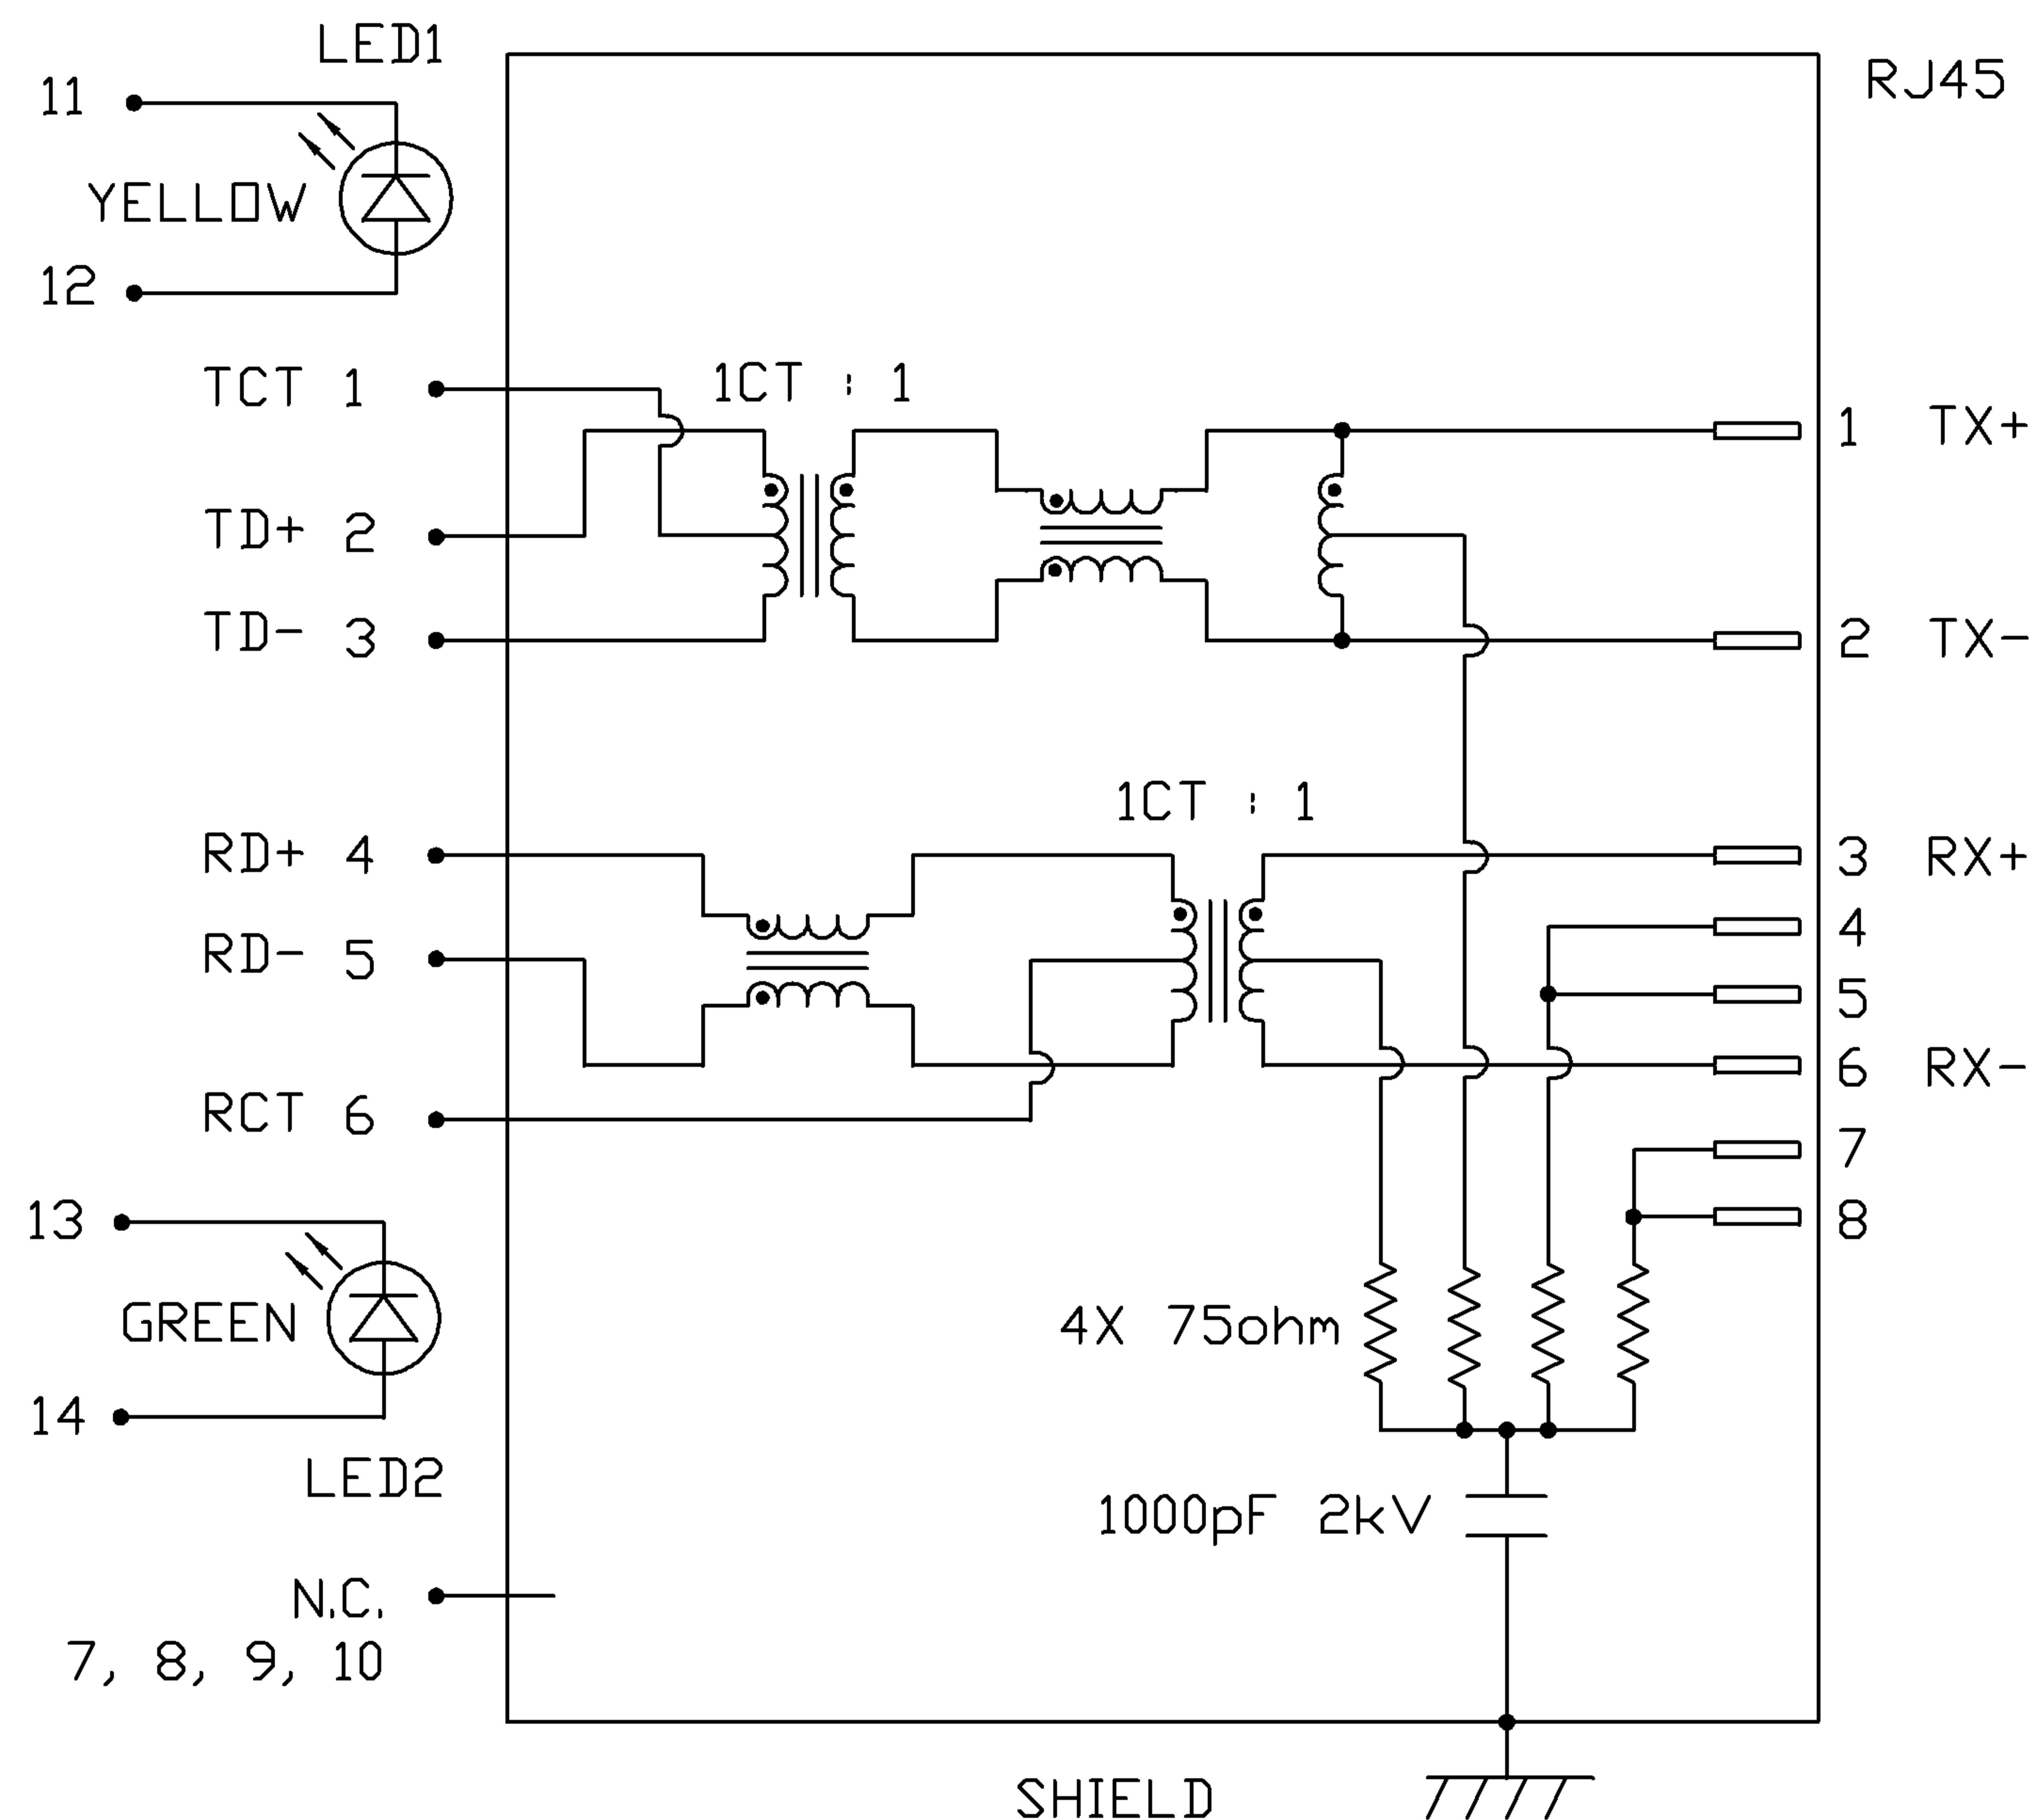 LED1
RJ45
11
YELLOW
12
TCT 1
1CT : 1
1 TX+
TD+ 2
TD- 3
2 TX-
1CT : 1
RD+ 4
3 RX+
4
RD- 5
5
6 RX-
RCT 6
7
13
8
GREEN
4X 75ohm
14
LED2
1000pF 2kV
N.C.
7, 8, 9, 10
SHIELD